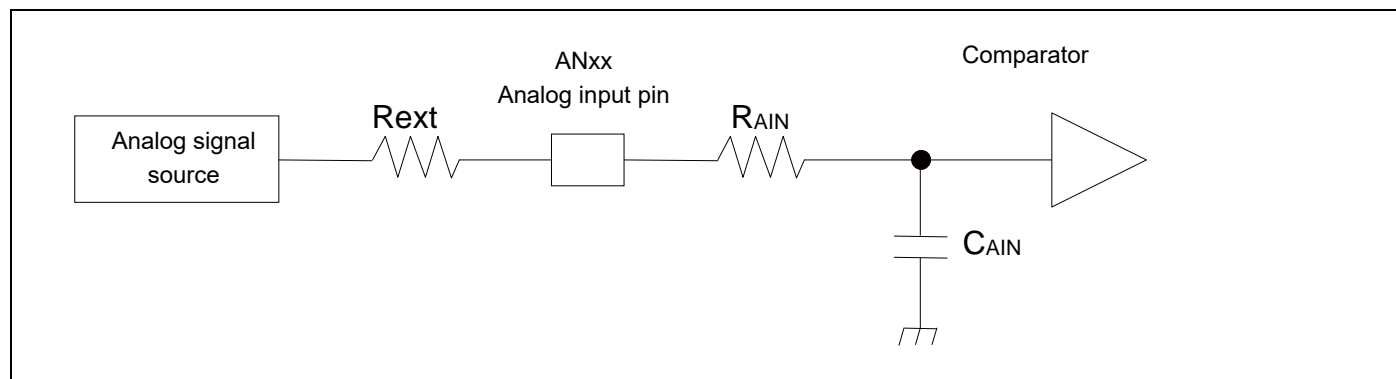 ANxx
Analog input pin
Comparator
Analog signal
source
Rext
RAIN
CAIN